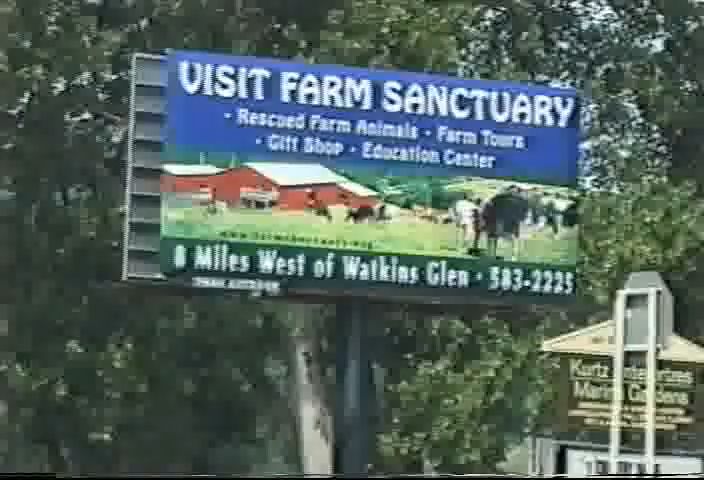 VISIT FARM SANCTUARY
· Rescued Farm Animals · Farm Tours
· Gift Shop · Education Center
8 Miles West of Watkins Glen · 583-2225
Kurtz
Gardens